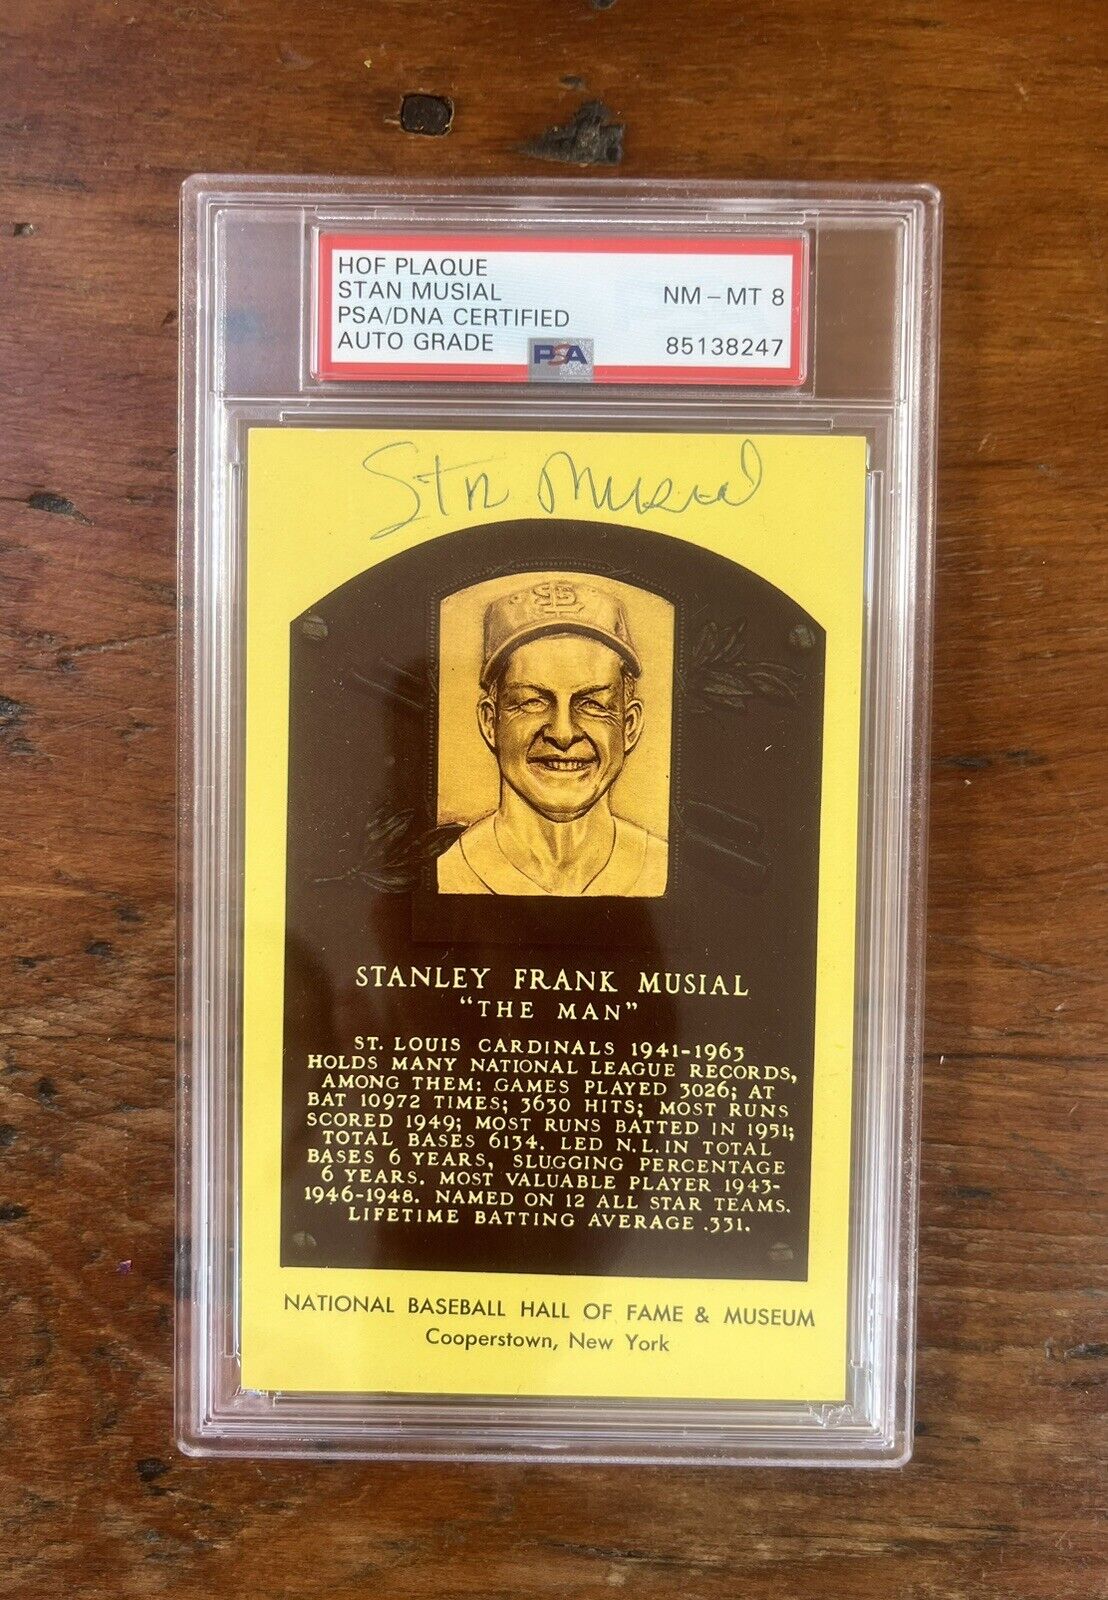 HOF PLAQUE
STAN MUSIAL NM - MT 8
PSA/DNA CERTIFIED
AUTO GRADE PSA 85138247
Stan Musial
STL
STANLEY FRANK MUSIAL
"THE MAN"
ST. LOUIS CARDINALS 1941-1963
HOLDS MANY NATIONAL LEAGUE RECORDS,
AMONG THEM: GAMES PLAYED 3026; AT
BAT 10972 TIMES; 3630 HITS; MOST RUNS
SCORED 1949; MOST RUNS BATTED IN 1951;
TOTAL BASES 6134. LED N.L. IN TOTAL
BASES 6 YEARS, SLUGGING PERCENTAGE
6 YEARS. MOST VALUABLE PLAYER 1943-
1946-1948. NAMED ON 12 ALL STAR TEAMS.
LIFETIME BATTING AVERAGE .331.
NATIONAL BASEBALL HALL OF FAME & MUSEUM
Cooperstown, New York